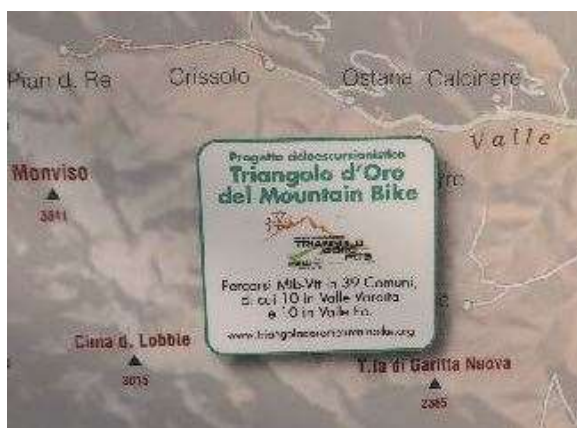 Pian d. Re
Crissolo
Ostana
Calcinere
Valle
Monviso
3841
Progetto cicloescursionistico
Triangolo d'Oro
del Mountain Bike
Percorsi Mtb-Vtt in 39 Comuni,
di cui 10 in Valle Varaita
e 10 in Valle Po.
Cima d. Lobbie
3015
T.ta di Garitta Nuova
2385